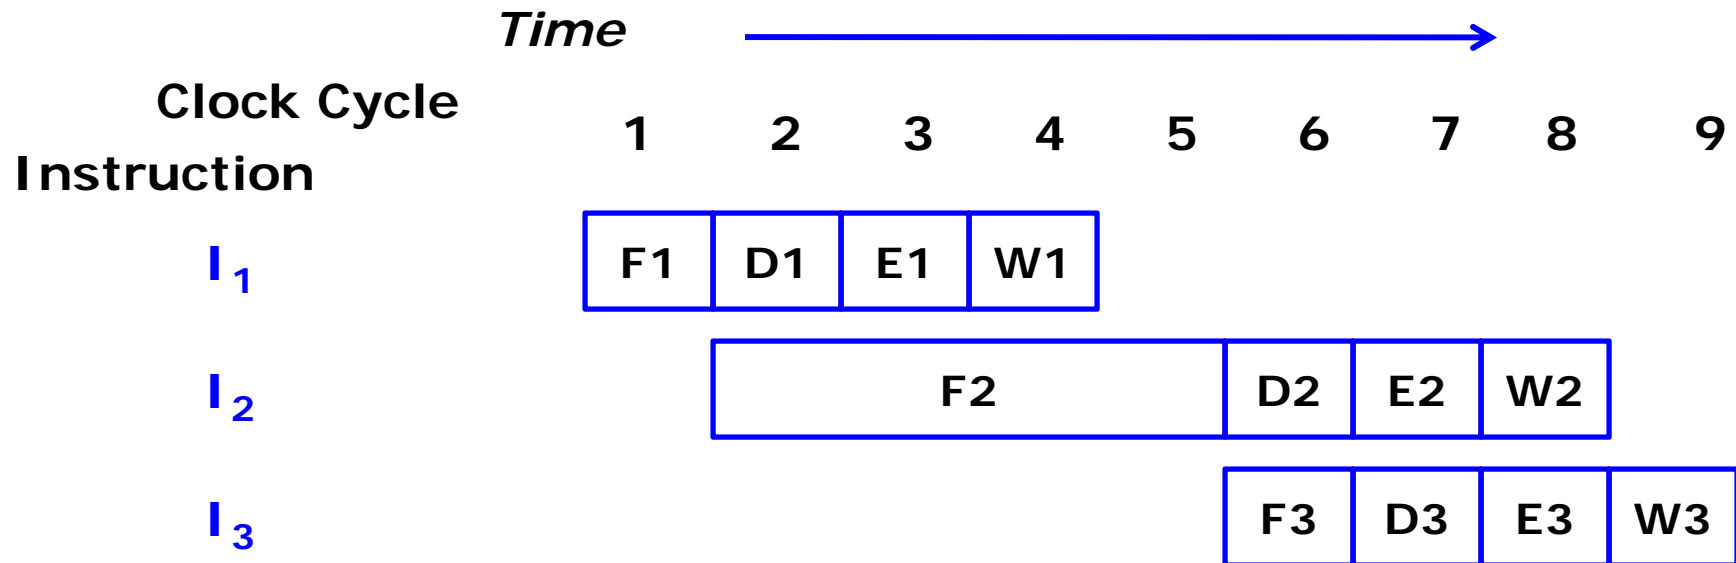 Time
Clock Cycle 1 2 3 4 5 6 7 8 9
Instruction
I1 F1 D1 E1 W1
I2 F2 D2 E2 W2
I3 F3 D3 E3 W3